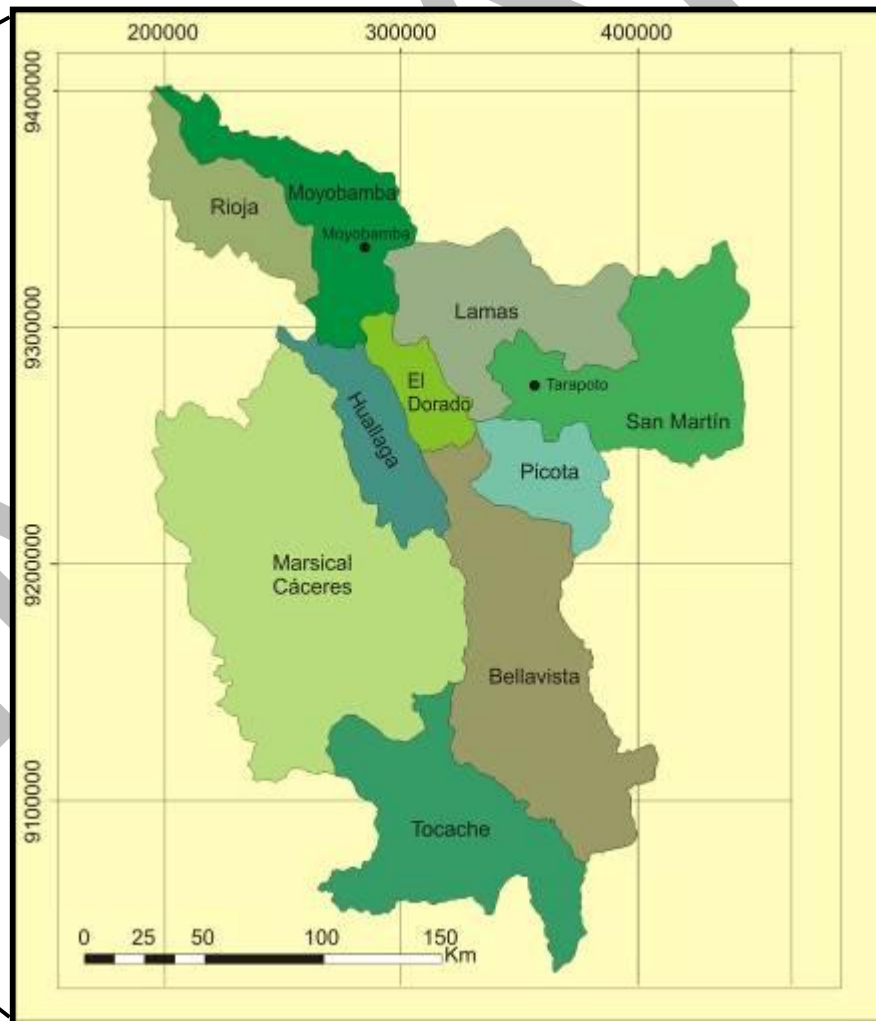 200000 300000 400000
9400000
9300000
9200000
9100000
Moyobamba
Rioja
Moyobamba
Lamas
El
Dorado
Tarapoto
Huallaga
San Martín
Picota
Marsical
Cáceres
Bellavista
Tocache
0 25 50 100 150
Km